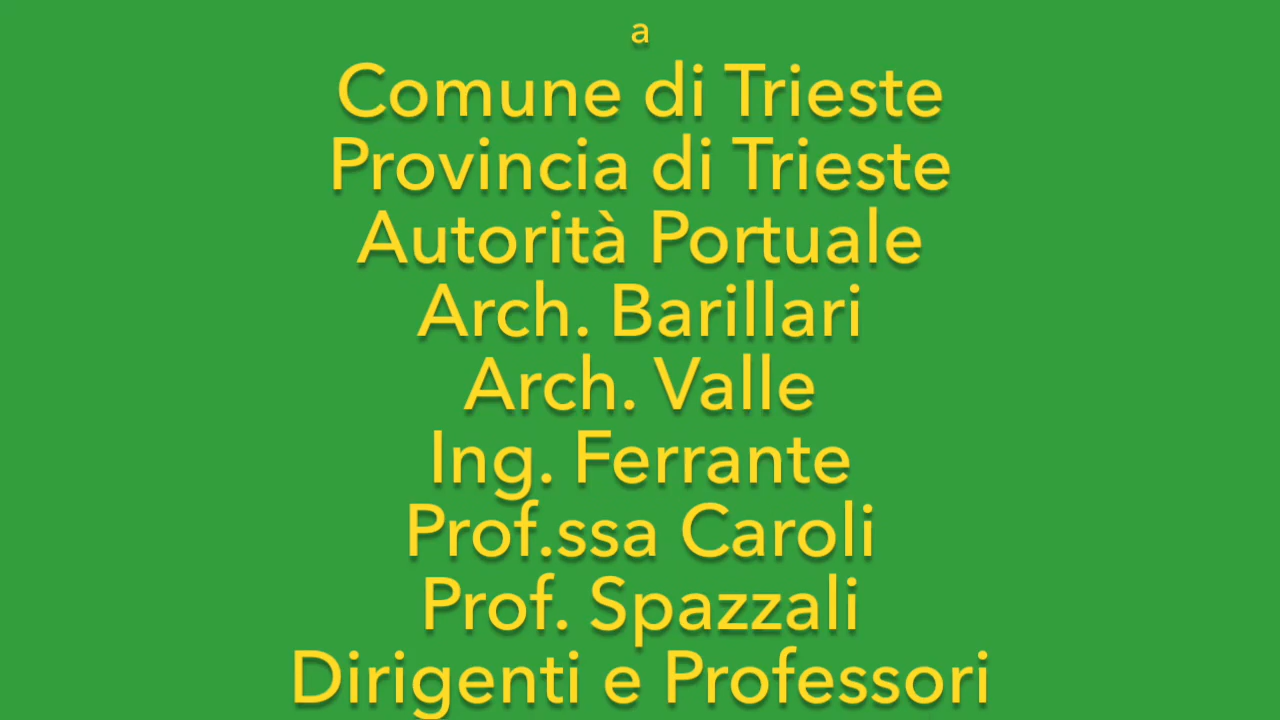 a
Comune di Trieste
Provincia di Trieste
Autorità Portuale
Arch. Barillari
Arch. Valle
Ing. Ferrante
Prof.ssa Caroli
Prof. Spazzali
Dirigenti e Professori